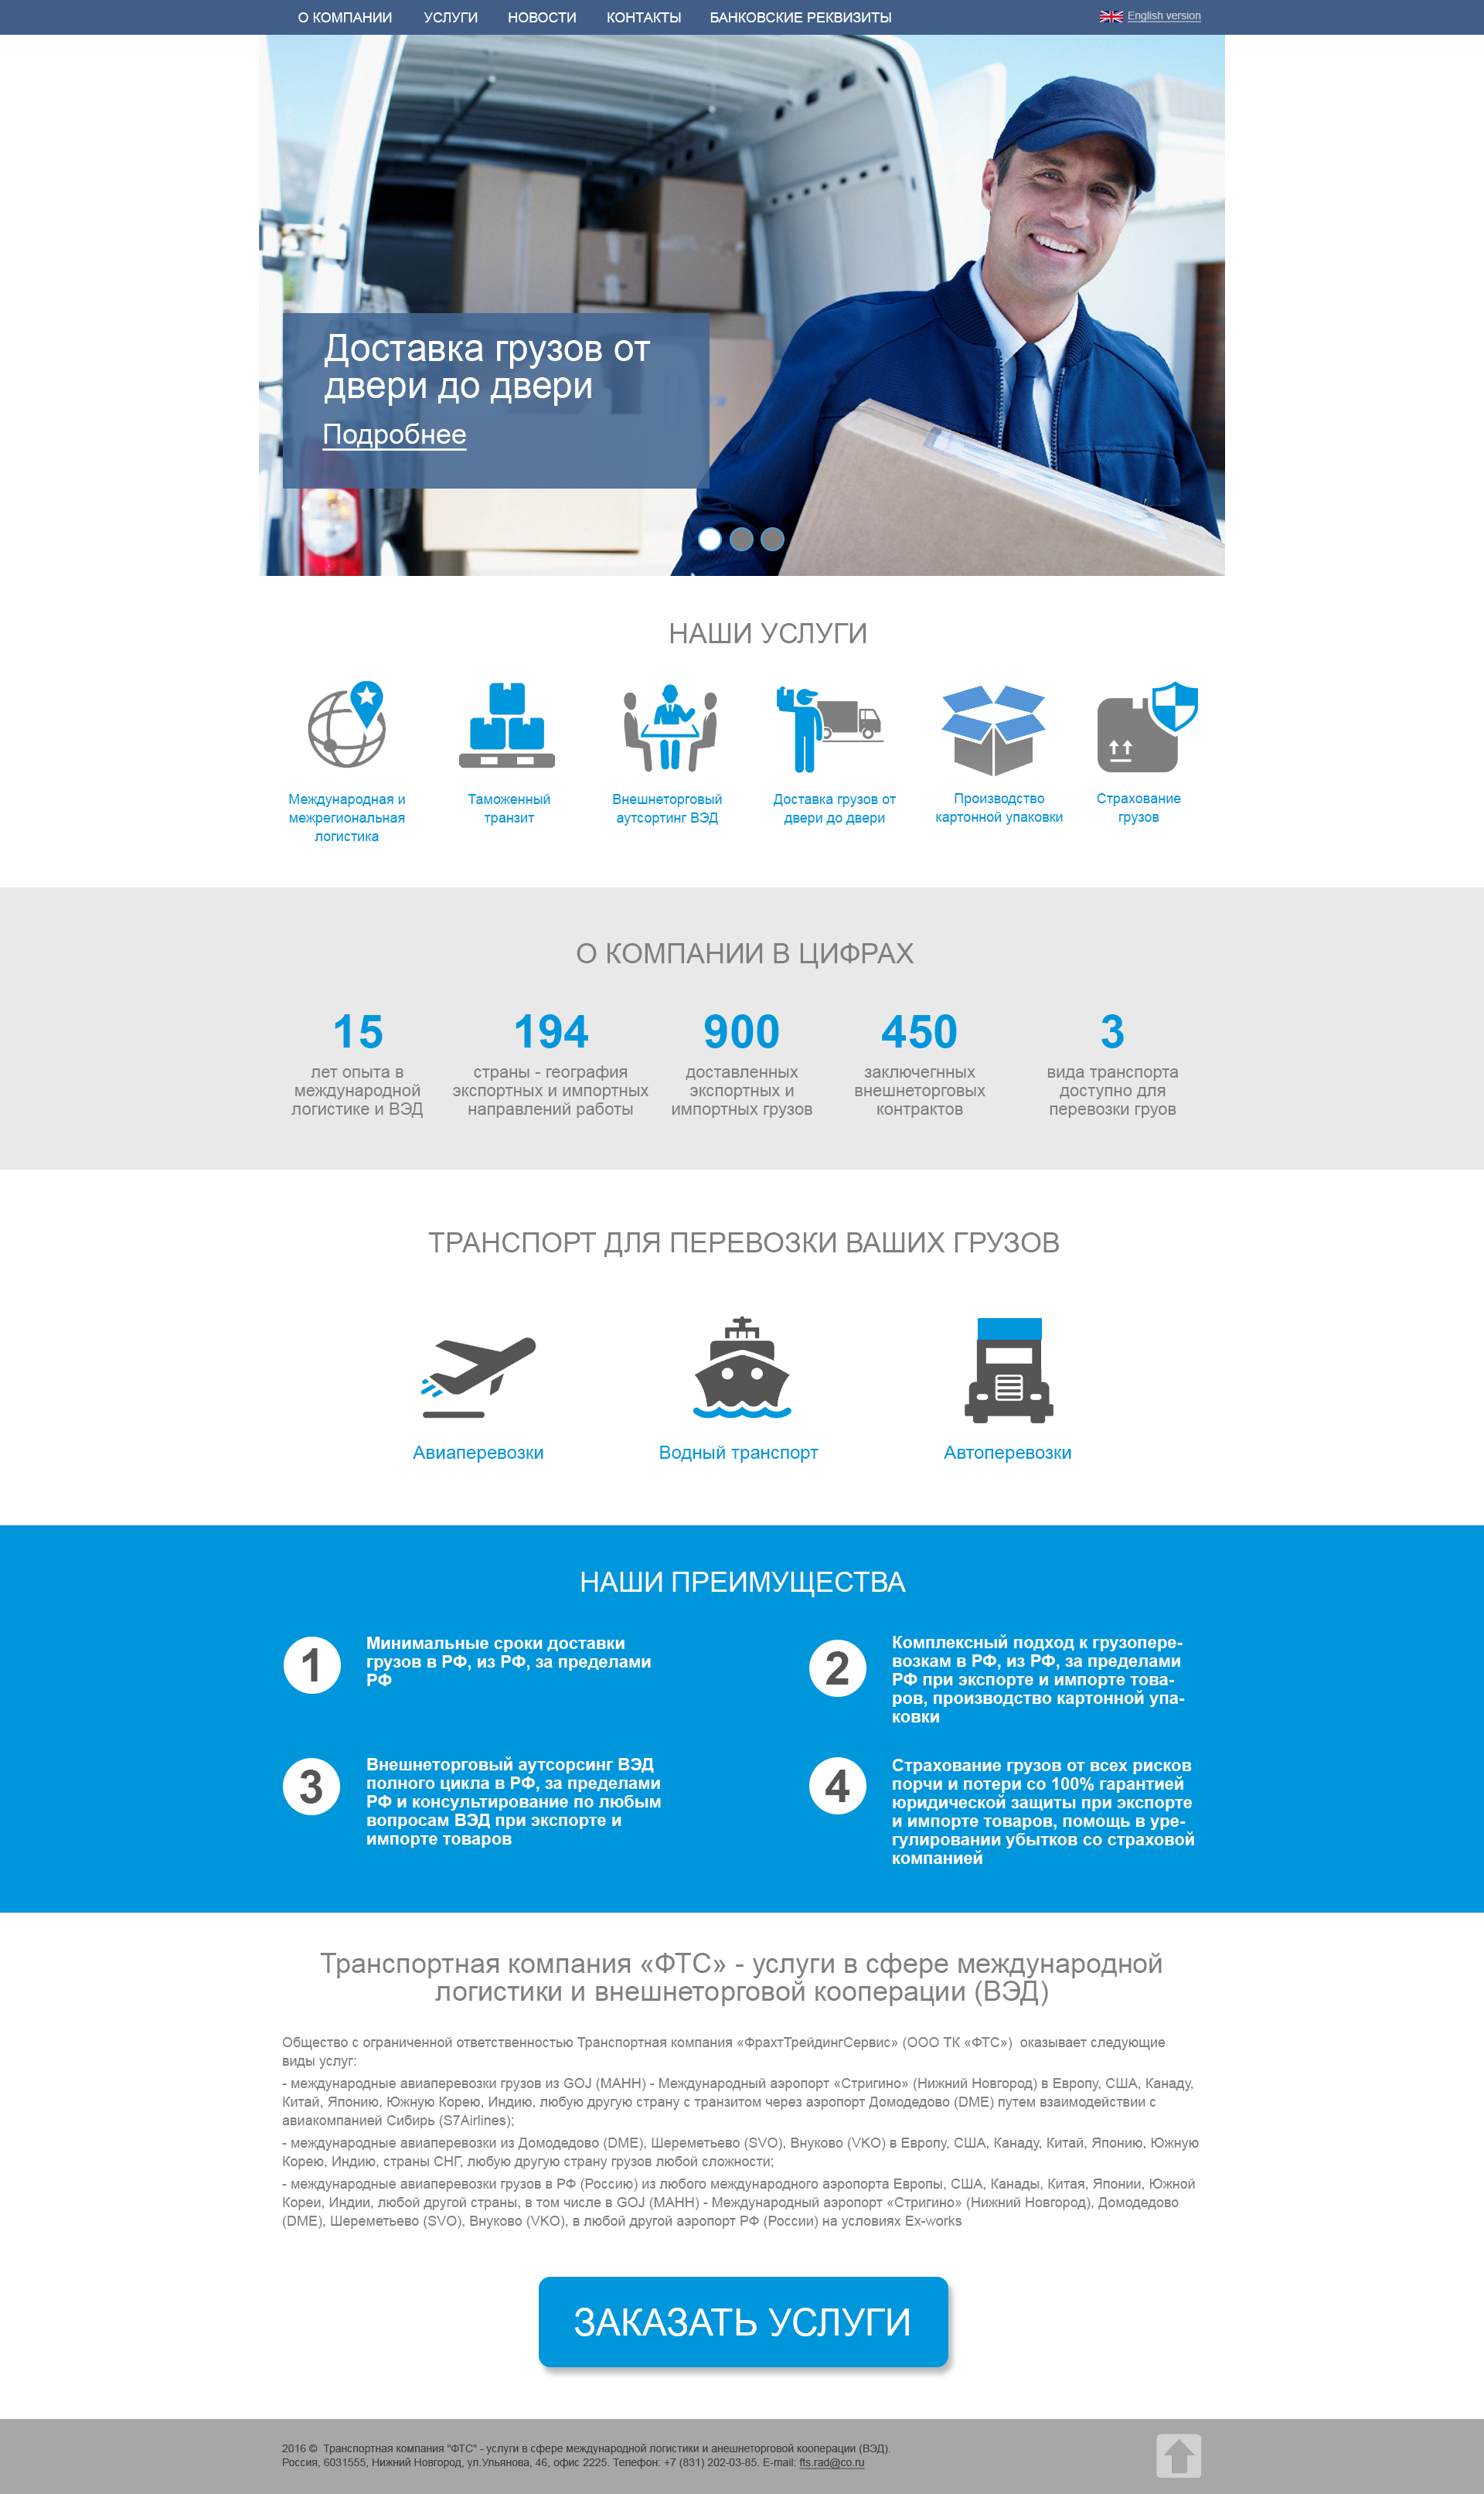 О КОМПАНИИ УСЛУГИ НОВОСТИ КОНТАКТЫ БАНКОВСКИЕ РЕКВИЗИТЫ English version
Доставка грузов от
двери до двери
Подробнее
НАШИ УСЛУГИ
Международная и
межрегиональная
логистика
Таможенный
транзит
Внешнеторговый
аутсортинг ВЭД
Доставка грузов от
двери до двери
Производство
картонной упаковки
Страхование
грузов
О КОМПАНИИ В ЦИФРАХ
15
лет опыта в
международной
логистике и ВЭД
194
страны - география
экспортных и импортных
направлений работы
900
доставленных
экспортных и
импортных грузов
450
заключегнных
внешнеторговых
контрактов
3
вида транспорта
доступно для
перевозки груов
ТРАНСПОРТ ДЛЯ ПЕРЕВОЗКИ ВАШИХ ГРУЗОВ
Авиаперевозки
Водный транспорт
Автоперевозки
НАШИ ПРЕИМУЩЕСТВА
1
Минимальные сроки доставки
грузов в РФ, из РФ, за пределами
РФ
2
Комплексный подход к грузопере-
возкам в РФ, из РФ, за пределами
РФ при экспорте и импорте това-
ров, производство картонной упа-
ковки
3
Внешнеторговый аутсорсинг ВЭД
полного цикла в РФ, за пределами
РФ и консультирование по любым
вопросам ВЭД при экспорте и
импорте товаров
4
Страхование грузов от всех рисков
порчи и потери со 100% гарантией
юридической защиты при экспорте
и импорте товаров, помощь в уре-
гулировании убытков со страховой
компанией
Транспортная компания «ФТС» - услуги в сфере международной
логистики и внешнеторговой кооперации (ВЭД)
Общество с ограниченной ответственностью Транспортная компания «ФрахтТрейдингСервис» (ООО ТК «ФТС») оказывает следующие
виды услуг:
- международные авиаперевозки грузов из GOJ (МАНН) - Международный аэропорт «Стригино» (Нижний Новгород) в Европу, США, Канаду,
Китай, Японию, Южную Корею, Индию, любую другую страну с транзитом через аэропорт Домодедово (DME) путем взаимодействии с
авиакомпанией Сибирь (S7Airlines);
- международные авиаперевозки из Домодедово (DME), Шереметьево (SVO), Внуково (VKO) в Европу, США, Канаду, Китай, Японию, Южную
Корею, Индию, страны СНГ, любую другую страну грузов любой сложности;
- международные авиаперевозки грузов в РФ (Россию) из любого международного аэропорта Европы, США, Канады, Китая, Японии, Южной
Кореи, Индии, любой другой страны, в том числе в GOJ (МАНН) - Международный аэропорт «Стригино» (Нижний Новгород), Домодедово
(DME), Шереметьево (SVO), Внуково (VKO), в любой другой аэропорт РФ (России) на условиях Ex-works
ЗАКАЗАТЬ УСЛУГИ
2016 © Транспортная компания "ФТС" - услуги в сфере международной логистики и анешнеторговой кооперации (ВЭД).
Россия, 6031555, Нижний Новгород, ул.Ульянова, 46, офис 2225. Телефон: +7 (831) 202-03-85. E-mail: fts.rad@co.ru